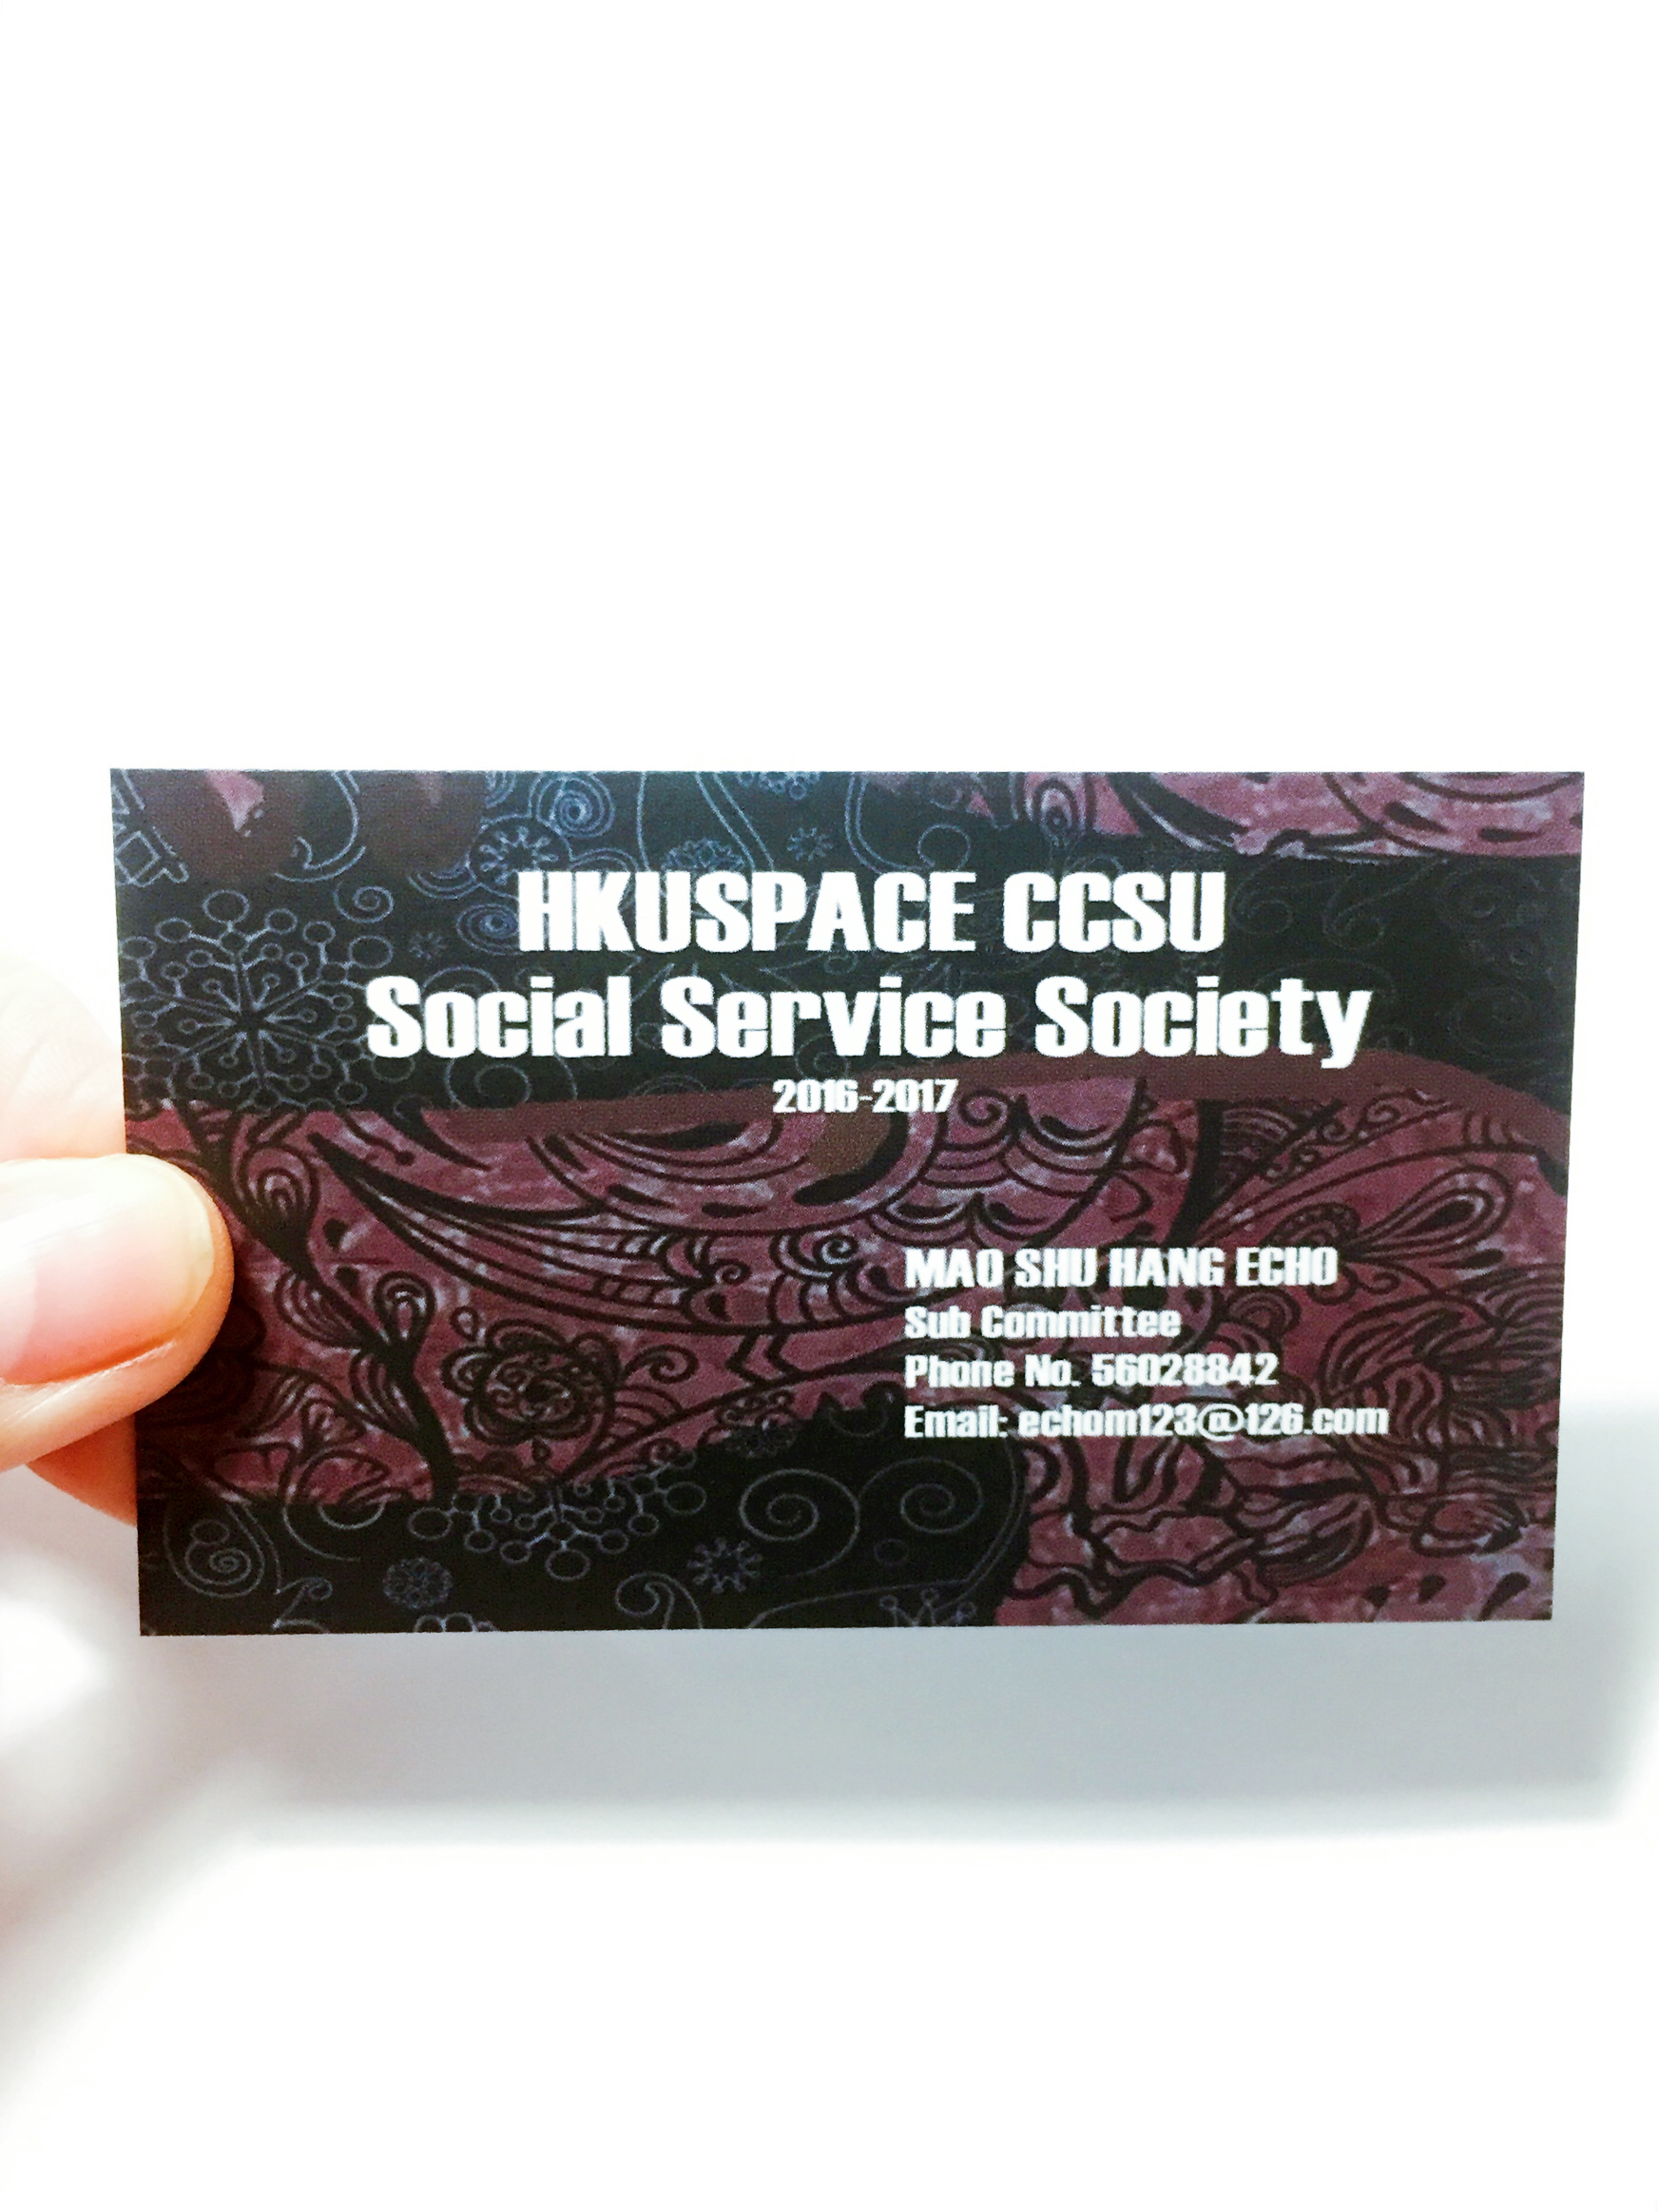 HKUSPACE CCSU
Social Service Society
2016-2017
MAO SHU HANG ECHO
Sub Committee
Phone No. 56028842
Email: echom123@126.com